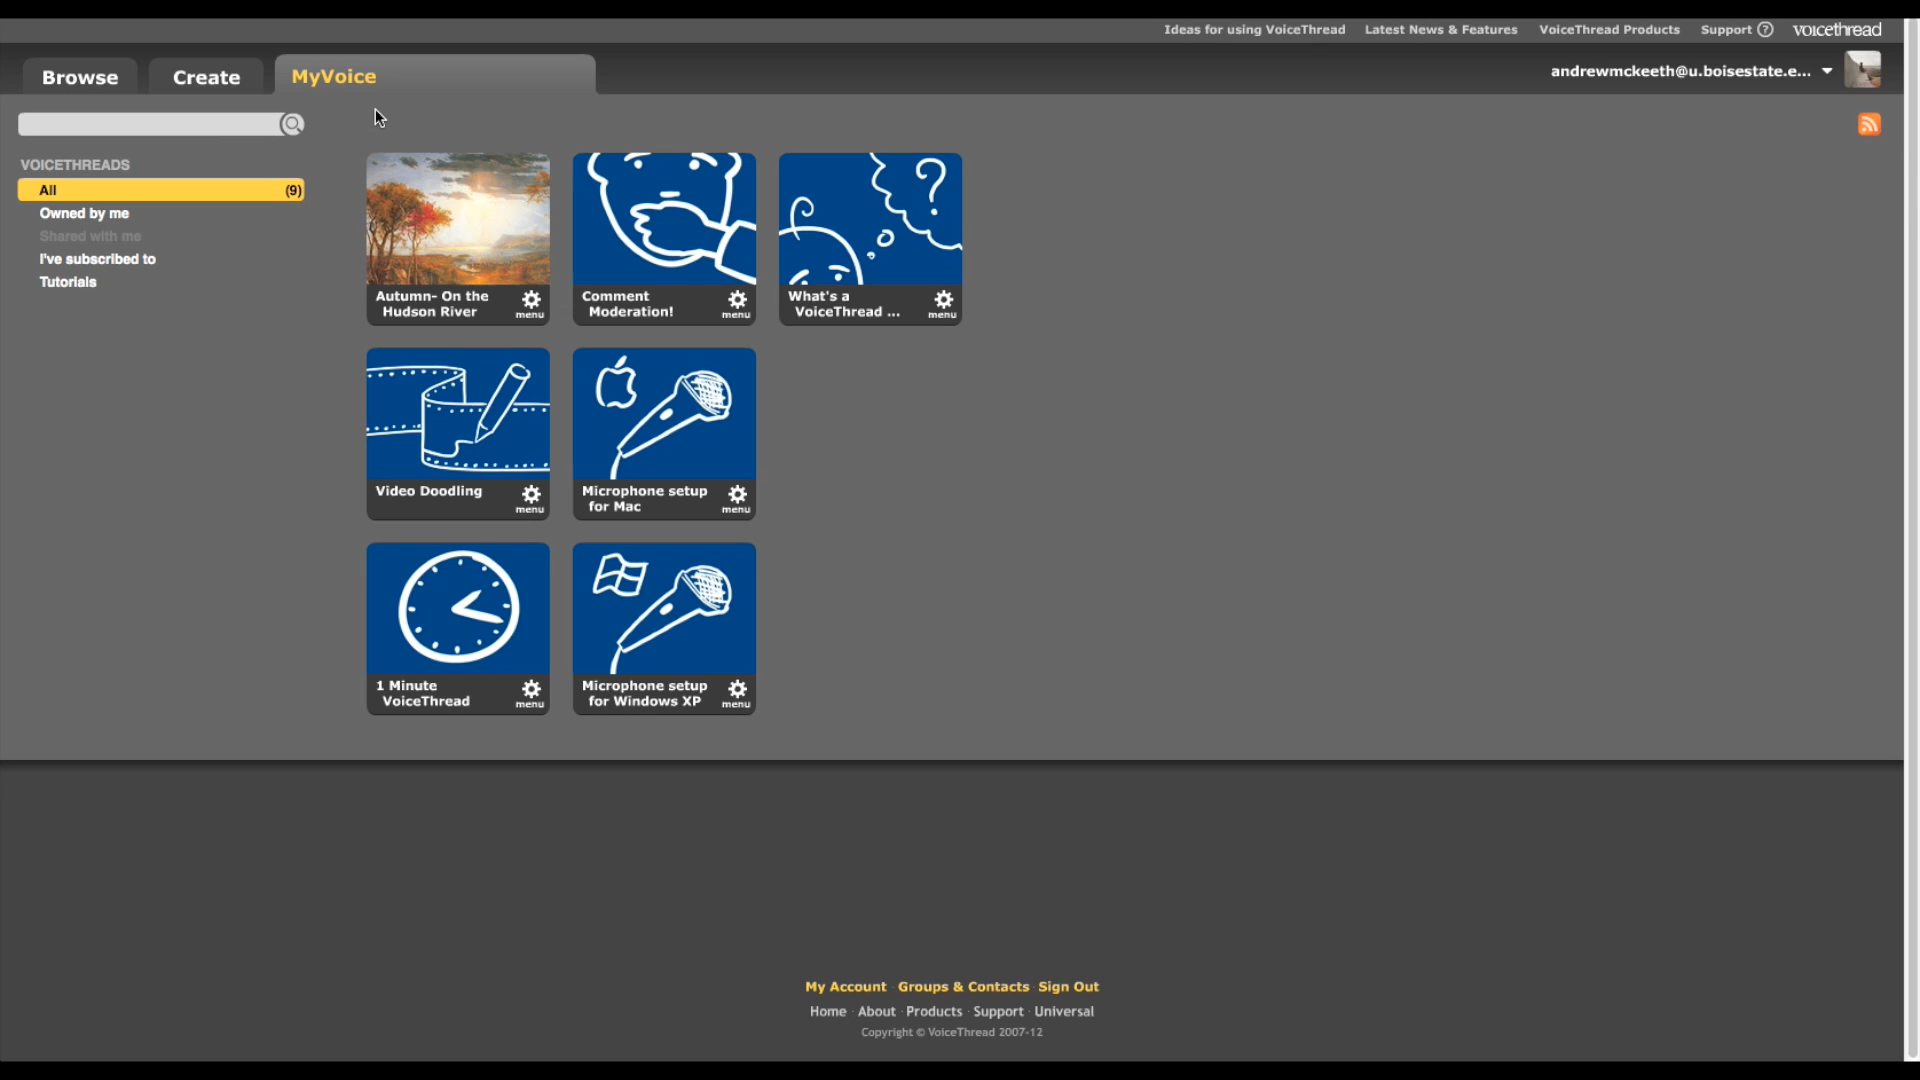 Ideas for using VoiceThread Latest News & Features VoiceThread Products Support ? voicethread
Browse Create MyVoice andrewmckeeth@u.boisestate.e...
VOICETHREADS
All (9)
Owned by me
Shared with me
I've subscribed to
Tutorials
Autumn- On the
Hudson River
menu
Comment
Moderation!
menu
?
What's a
VoiceThread ...
menu
Video Doodling
menu
Microphone setup
for Mac
menu
1 Minute
VoiceThread
menu
Microphone setup
for Windows XP
menu
My Account · Groups & Contacts · Sign Out
Home · About · Products · Support · Universal
Copyright © VoiceThread 2007-12